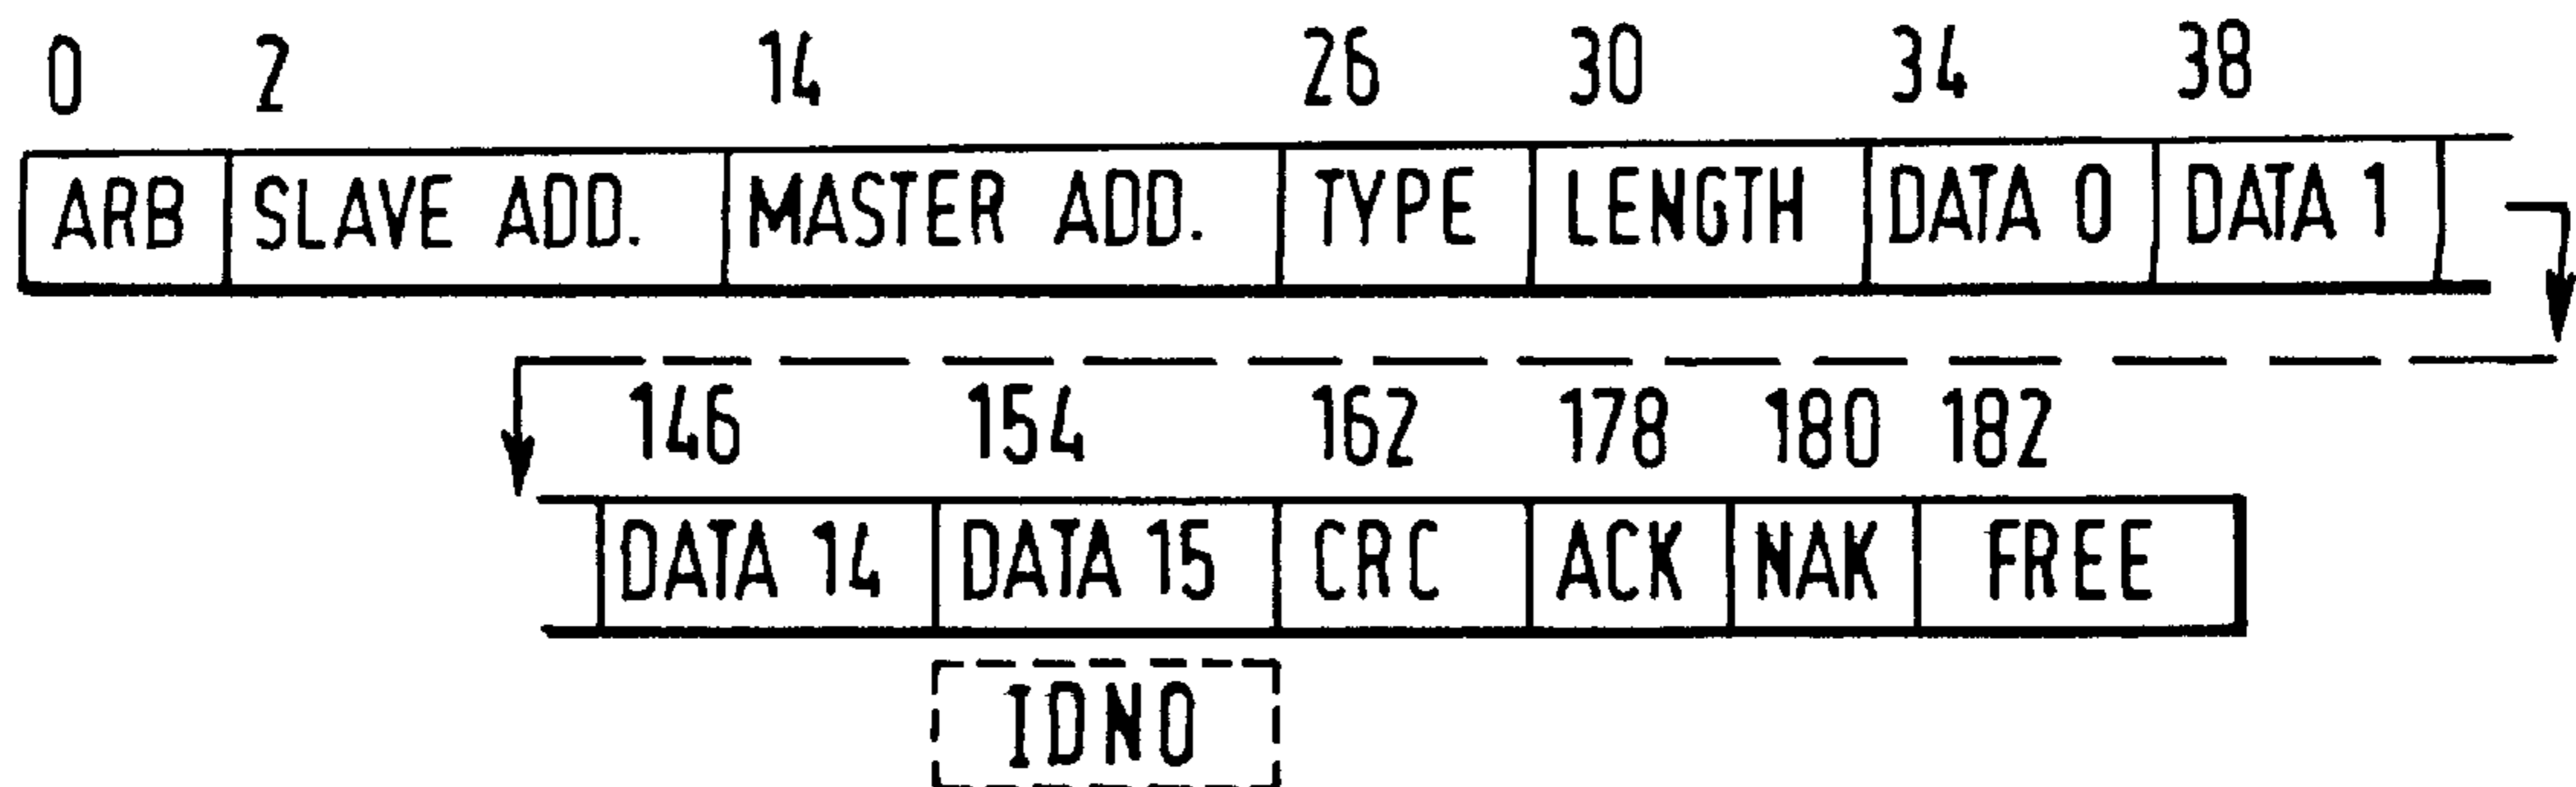 0 2 14 26 30 34 38
ARB SLAVE ADD. MASTER ADD. TYPE LENGTH DATA 0 DATA 1
146 154 162 178 180 182
DATA 14 DATA 15 CRC ACK NAK FREE
IDNO